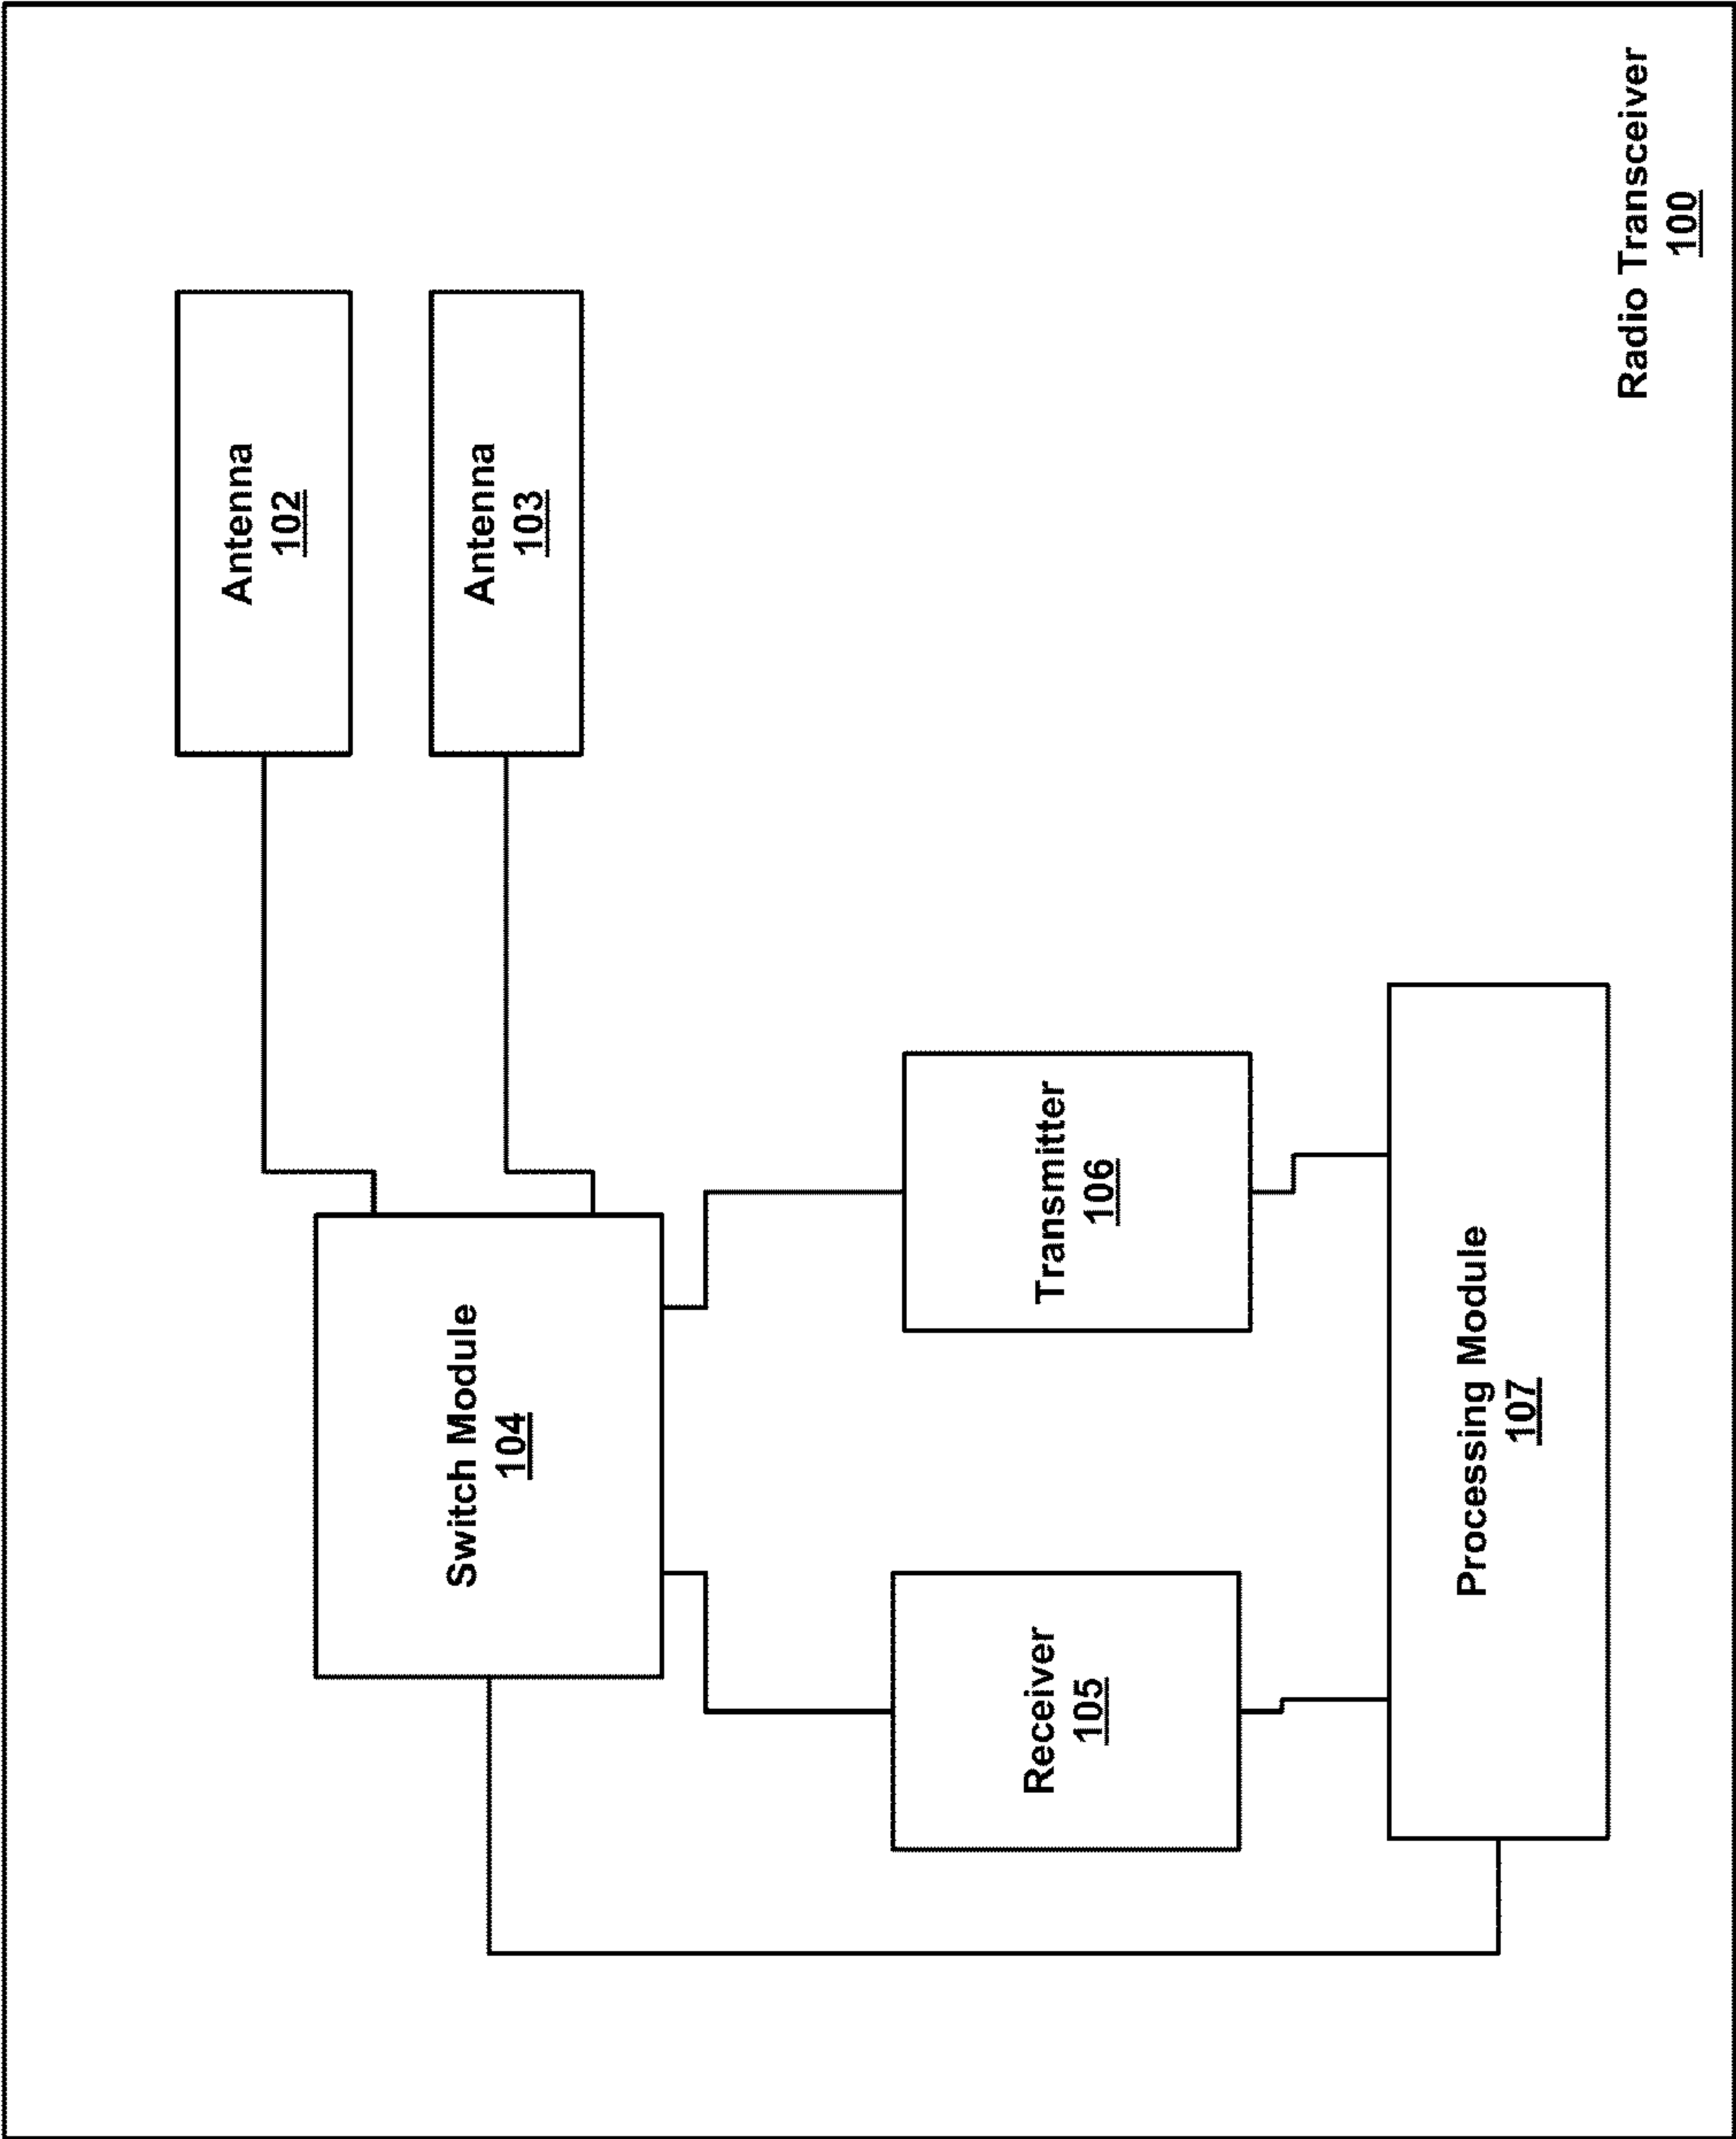 Antenna
102
Antenna
103
Switch Module
104
Receiver
105
Transmitter
106
Processing Module
107
Radio Transceiver
100